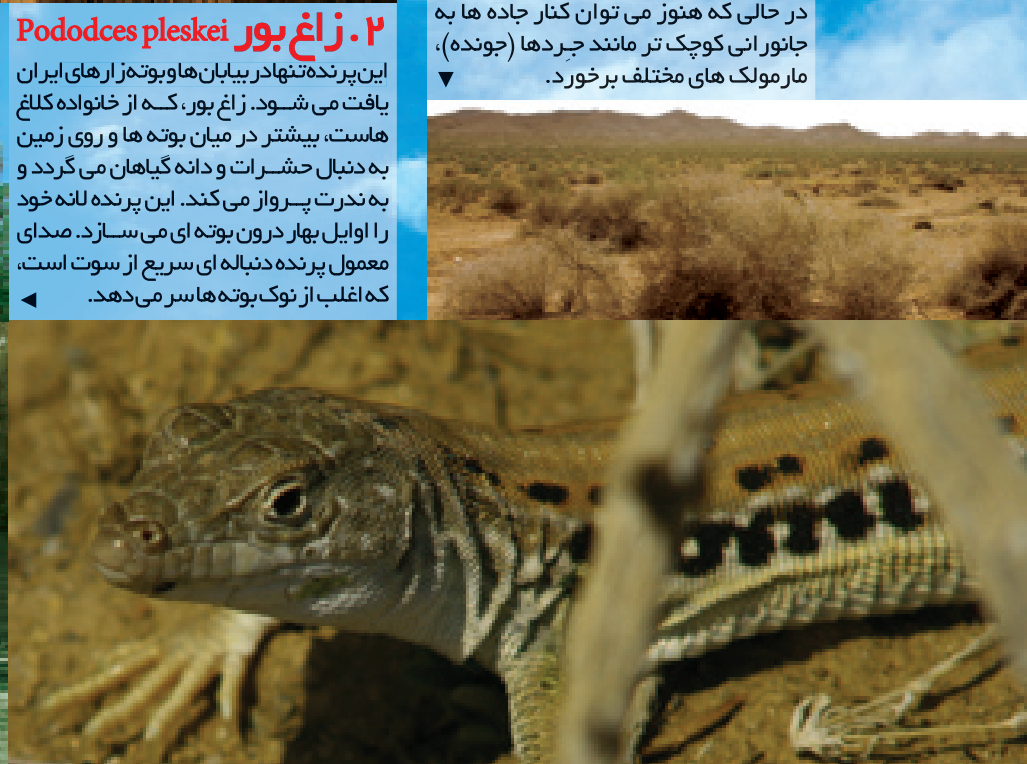 در حالی که هنوز می توان کنار جاده ها به
جانورانی کوچک تر مانند جِردها (جونده)،
مارمولک های مختلف برخورد.
۲. زاغ بور Pododces pleskei
این پرنده تنها در بیابان ها و بوته زارهای ایران
یافت می شود. زاغ بور، که از خانواده کلاغ
هاست، بیشتر در میان بوته ها و روی زمین
به دنبال حشرات و دانه گیاهان می گردد و
به ندرت پرواز می کند. این پرنده لانه خود
را اوایل بهار درون بوته ای می سازد. صدای
معمول پرنده دنباله ای سریع از سوت است،
که اغلب از نوک بوته ها سر می دهد.